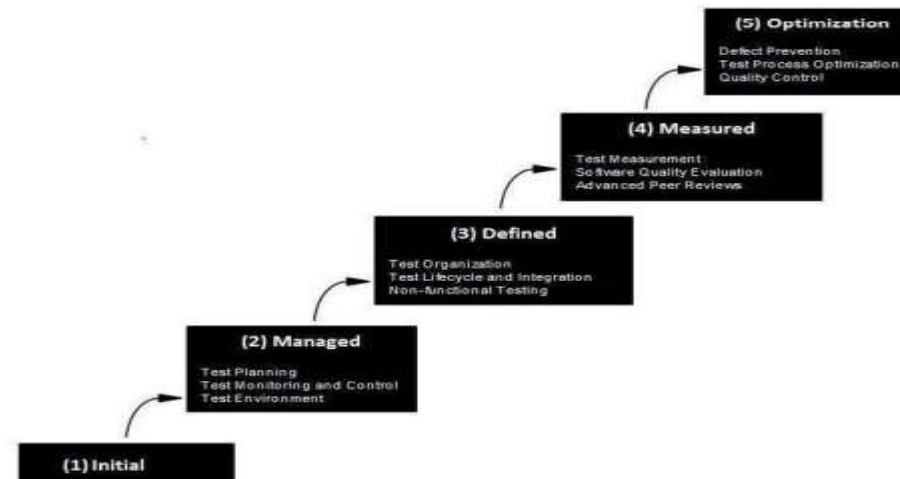 (5) Optimization
Defect Prevention
Test Process Optimization
Quality Control
(4) Measured
Test Measurement
Software Quality Evaluation
Advanced Peer Reviews
(3) Defined
Test Organization
Test Lifecycle and Integration
Non-functional Testing
(2) Managed
Test Planning
Test Monitoring and Control
Test Environment
(1) Initial